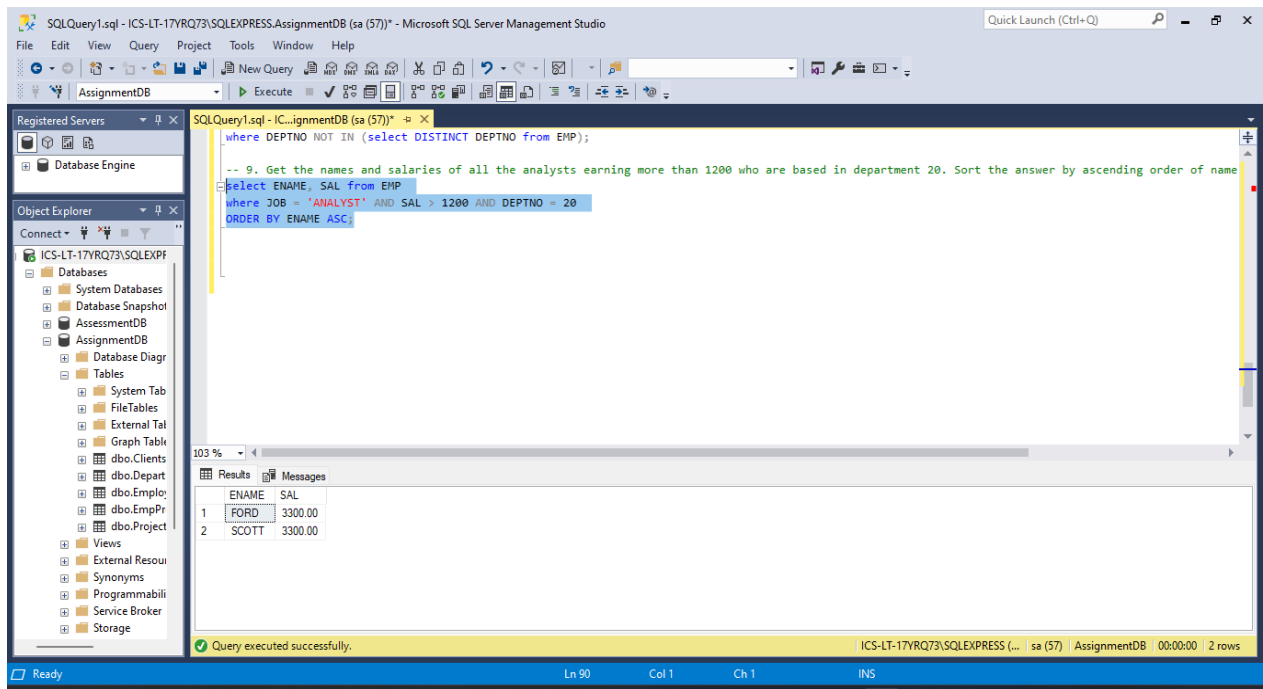 SQLQuery1.sql - ICS-LT-17YRQ73\SQLEXPRESS.AssignmentDB (sa (57))* - Microsoft SQL Server Management Studio
Quick Launch (Ctrl+Q)
File Edit View Query Project Tools Window Help
New Query
AssignmentDB
Execute
Registered Servers
Database Engine
Object Explorer
Connect
ICS-LT-17YRQ73\SQLEXPF
Databases
System Databases
Database Snapshot
AssessmentDB
AssignmentDB
Database Diagr
Tables
System Tab
FileTables
External Tal
Graph Table
dbo.Clients
dbo.Depart
dbo.Employ
dbo.EmpPr
dbo.Project
Views
External Resour
Synonyms
Programmabili
Service Broker
Storage
SQLQuery1.sql - IC...ignmentDB (sa (57))*
where DEPTNO NOT IN (select DISTINCT DEPTNO from EMP);
-- 9. Get the names and salaries of all the analysts earning more than 1200 who are based in department 20. Sort the answer by ascending order of name
select ENAME, SAL from EMP
where JOB = 'ANALYST' AND SAL > 1200 AND DEPTNO = 20
ORDER BY ENAME ASC;
103 %
Results Messages
ENAME SAL
1 FORD 3300.00
2 SCOTT 3300.00
Query executed successfully.
ICS-LT-17YRQ73\SQLEXPRESS (... sa (57) AssignmentDB 00:00:00 2 rows
Ready Ln 90 Col 1 Ch 1 INS